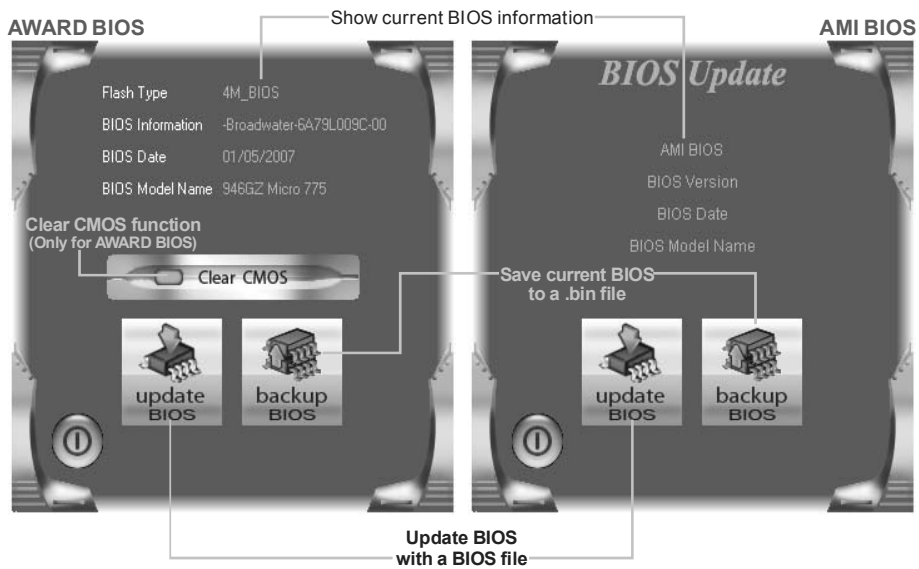 Show current BIOS information
AWARD BIOS
AMI BIOS
Flash Type 4M_BIOS
BIOS Information -Broadwater-6A79L009C-00
BIOS Date 01/05/2007
BIOS Model Name 946GZ Micro 775
Clear CMOS function
(Only for AWARD BIOS)
Clear CMOS
update
BIOS
backup
BIOS
BIOS Update
AMI BIOS
BIOS Version
BIOS Date
BIOS Model Name
Save current BIOS
to a .bin file
update
BIOS
backup
BIOS
Update BIOS
with a BIOS file